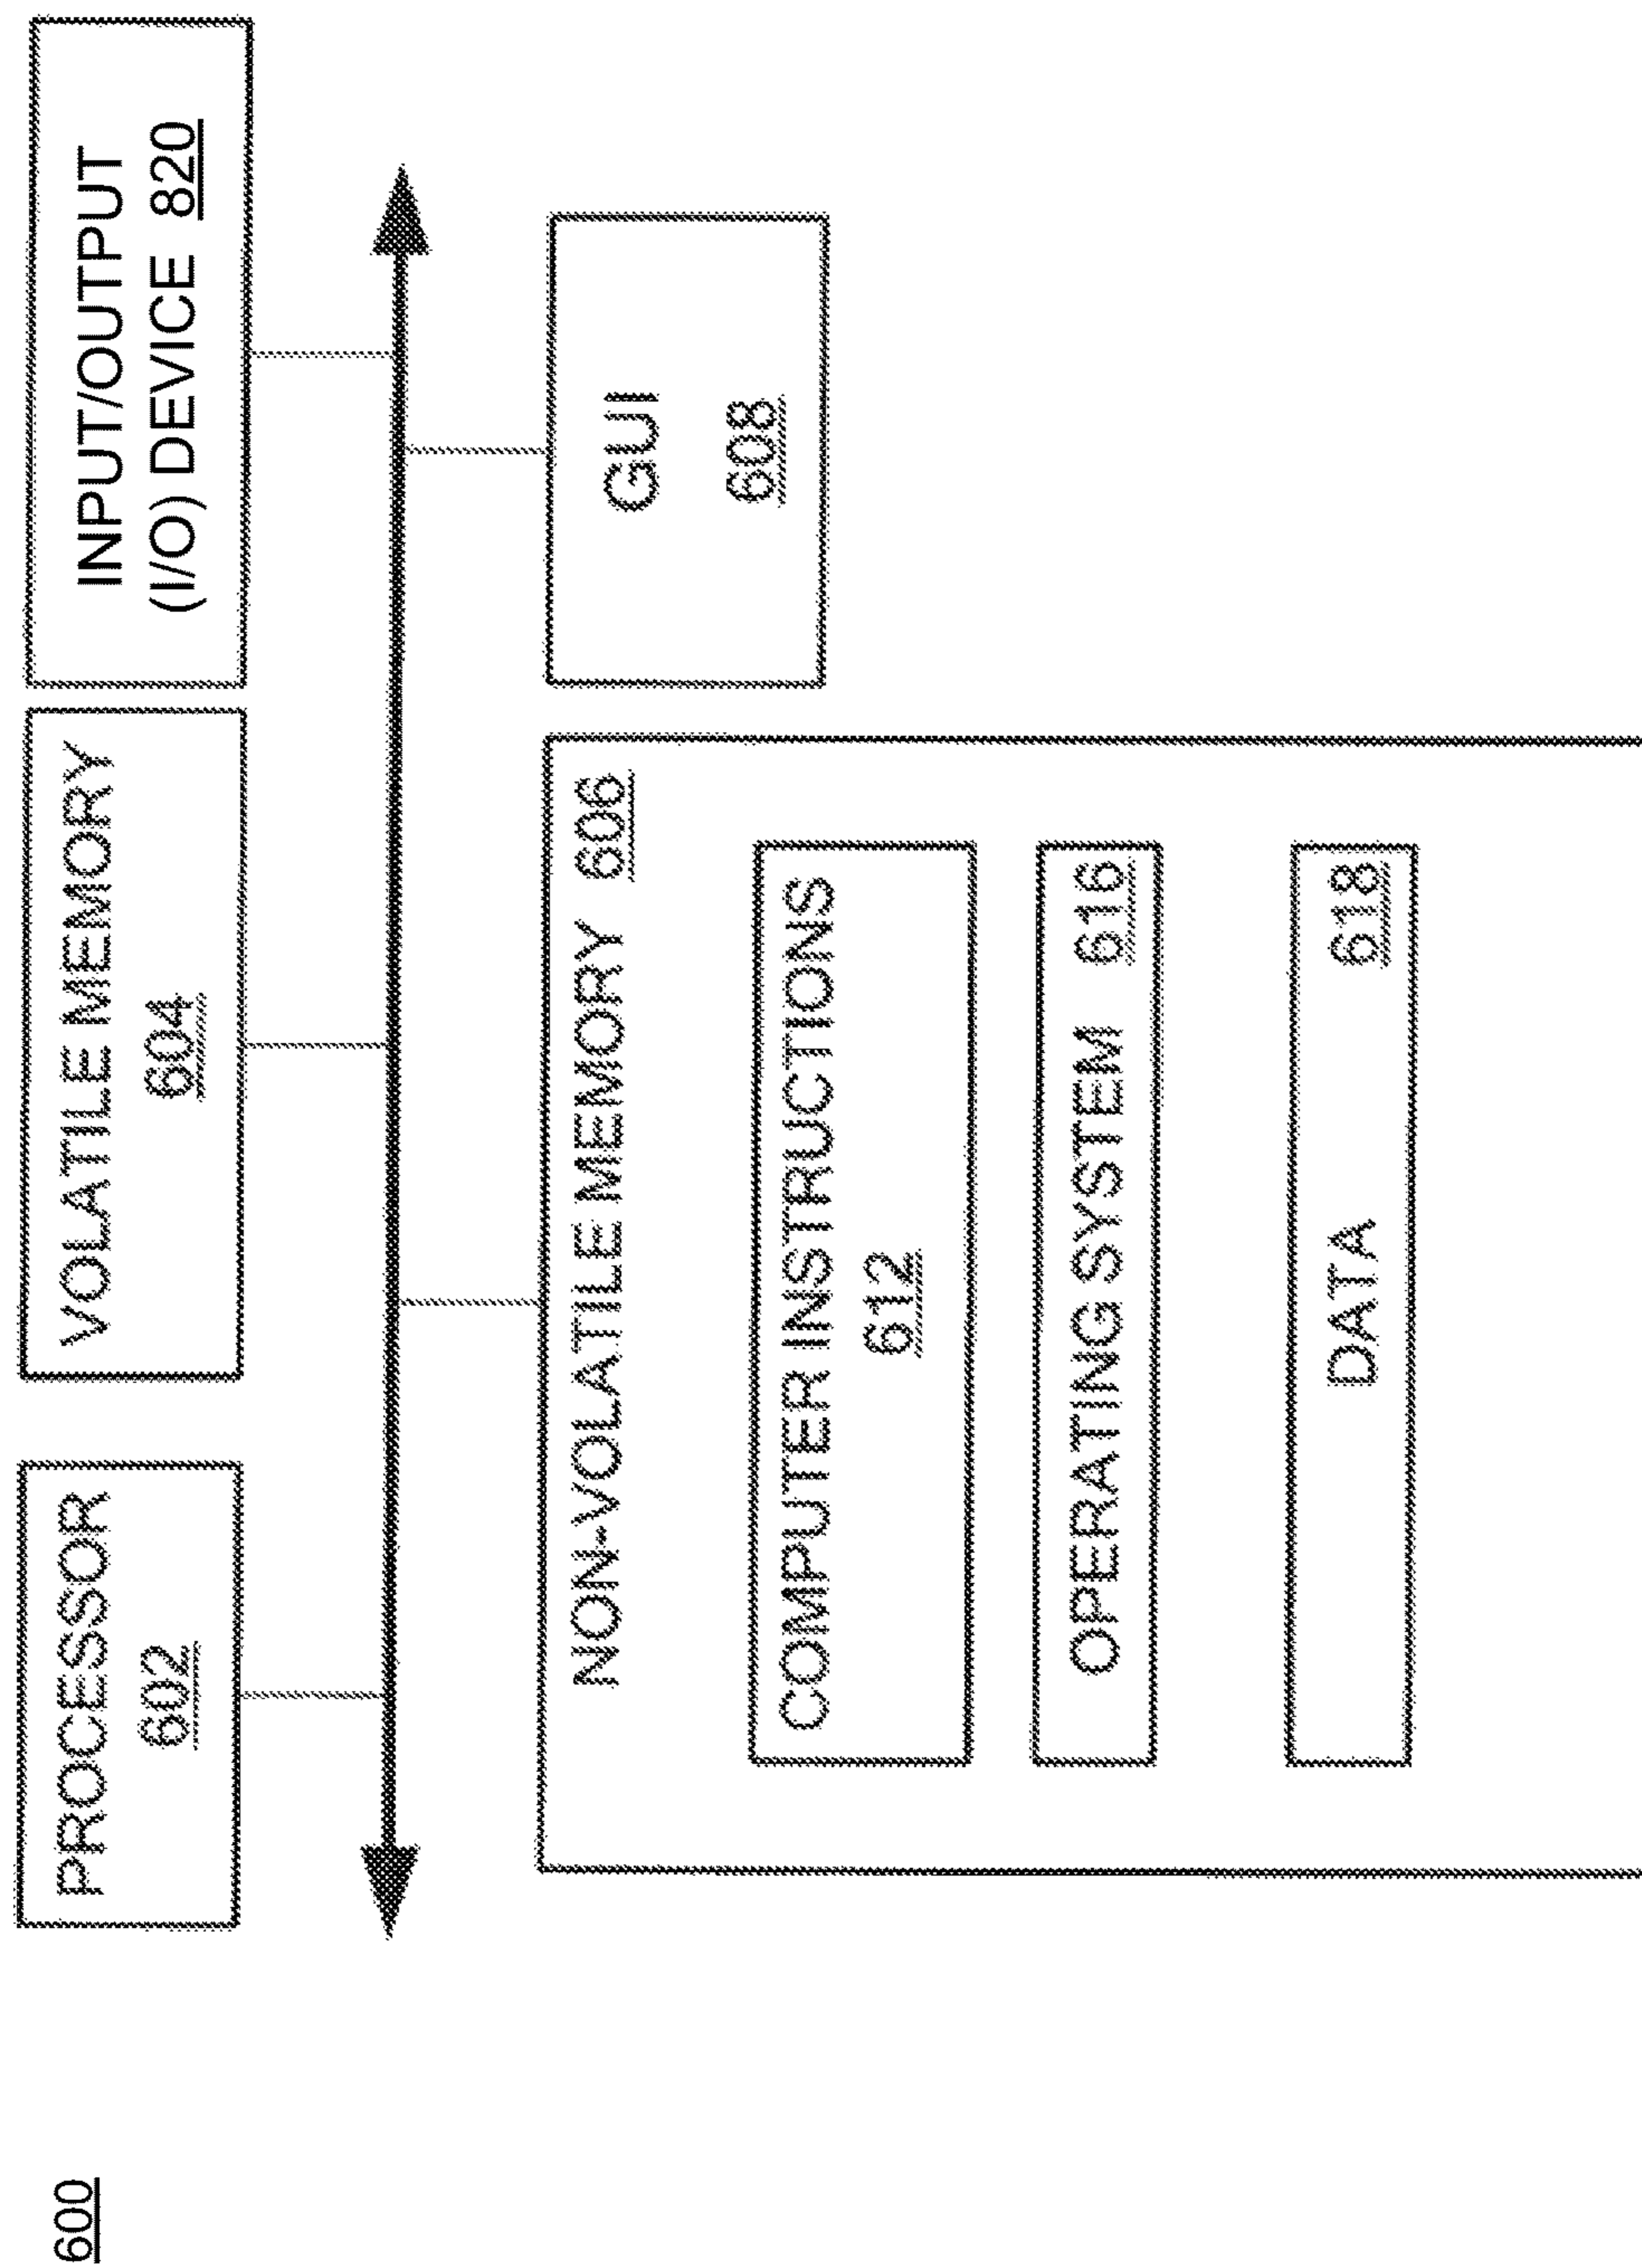 600
PROCESSOR
602
VOLATILE MEMORY
604
INPUT/OUTPUT
(I/O) DEVICE 820
NON-VOLATILE MEMORY 606
COMPUTER INSTRUCTIONS
612
OPERATING SYSTEM 616
DATA 618
GUI
608